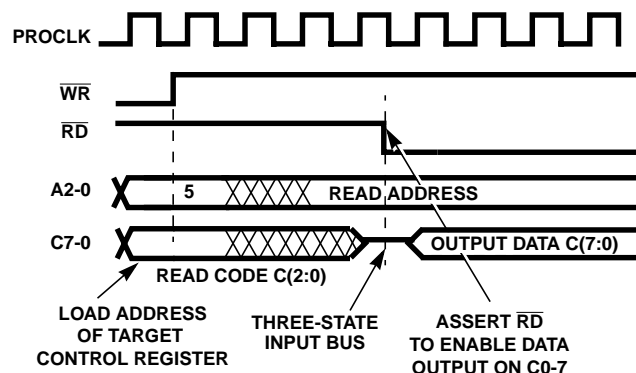 PROCLK
WR
RD
A2-0
5
READ ADDRESS
C7-0
OUTPUT DATA C(7:0)
READ CODE C(2:0)
LOAD ADDRESS
OF TARGET
CONTROL REGISTER
THREE-STATE
INPUT BUS
ASSERT RD
TO ENABLE DATA
OUTPUT ON C0-7